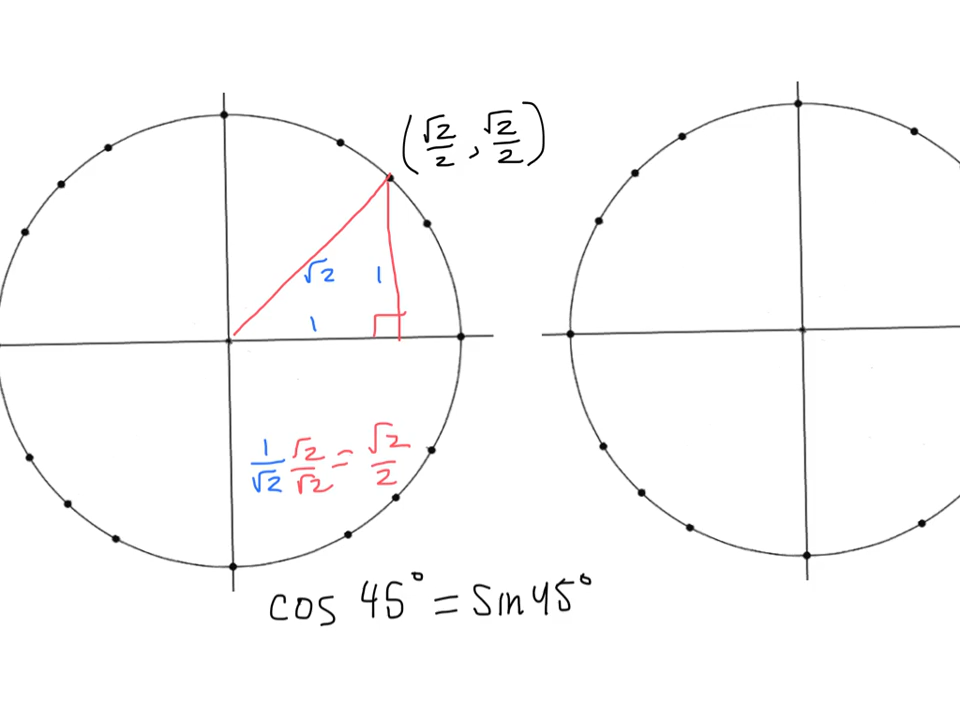 (√2/2, √2/2)
√2 1
1
1/√2 √2/√2 = √2/2
cos 45° = sin 45°